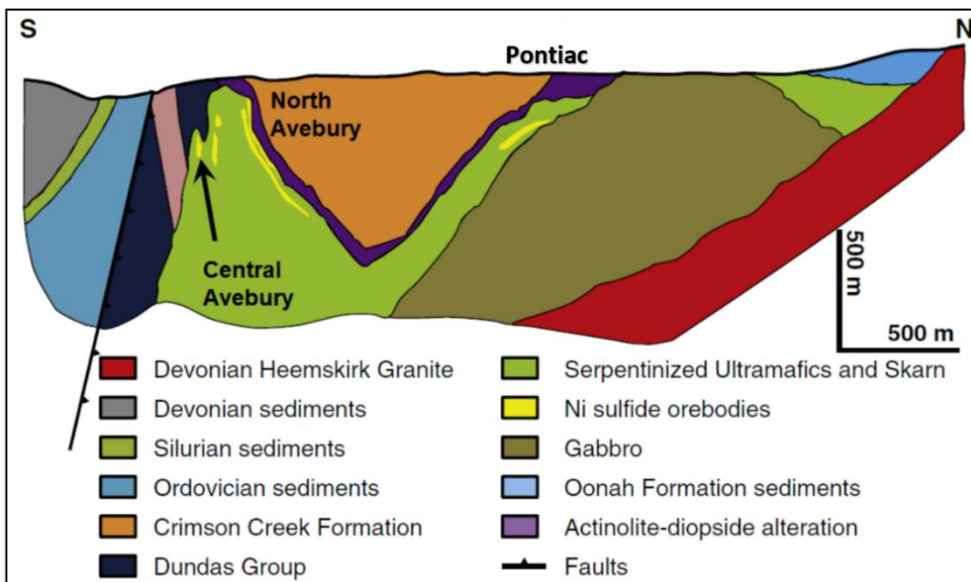 S
N
Pontiac
North
Avebury
Central
Avebury
500 m
500 m
Devonian Heemskirk Granite
Devonian sediments
Silurian sediments
Ordovician sediments
Crimson Creek Formation
Dundas Group
Serpentinized Ultramafics and Skarn
Ni sulfide orebodies
Gabbro
Oonah Formation sediments
Actinolite-diopside alteration
Faults